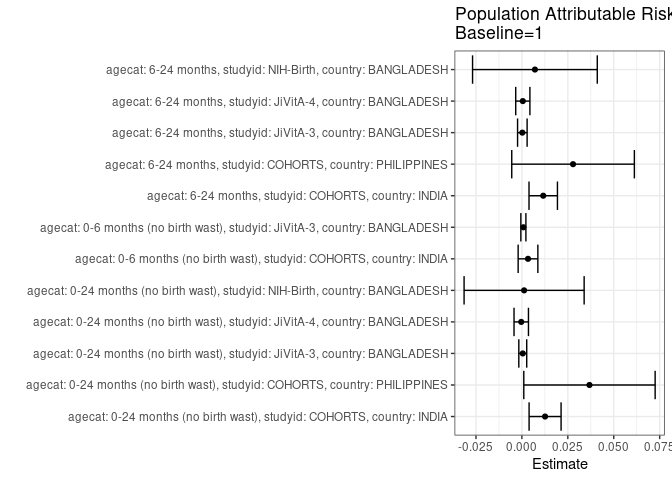 Population Attributable Risk
Baseline=1
agecat: 6-24 months, studyid: NIH-Birth, country: BANGLADESH
agecat: 6-24 months, studyid: JiVitA-4, country: BANGLADESH
agecat: 6-24 months, studyid: JiVitA-3, country: BANGLADESH
agecat: 6-24 months, studyid: COHORTS, country: PHILIPPINES
agecat: 6-24 months, studyid: COHORTS, country: INDIA
agecat: 0-6 months (no birth wast), studyid: JiVitA-3, country: BANGLADESH
agecat: 0-6 months (no birth wast), studyid: COHORTS, country: INDIA
agecat: 0-24 months (no birth wast), studyid: NIH-Birth, country: BANGLADESH
agecat: 0-24 months (no birth wast), studyid: JiVitA-4, country: BANGLADESH
agecat: 0-24 months (no birth wast), studyid: JiVitA-3, country: BANGLADESH
agecat: 0-24 months (no birth wast), studyid: COHORTS, country: PHILIPPINES
agecat: 0-24 months (no birth wast), studyid: COHORTS, country: INDIA
-0.025 0.000 0.025 0.050 0.075
Estimate